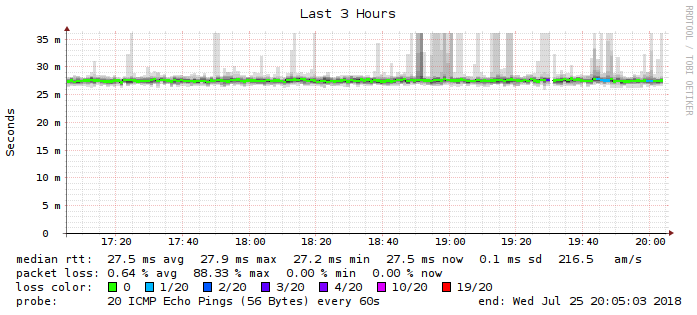 Last 3 Hours
RRDTOOL / TOBI OETIKER
Seconds
35 m
30 m
25 m
20 m
15 m
10 m
5 m
0
17:20 17:40 18:00 18:20 18:40 19:00 19:20 19:40 20:00
median rtt: 27.5 ms avg 27.9 ms max 27.2 ms min 27.5 ms now 0.1 ms sd 216.5 am/s
packet loss: 0.64 % avg 88.33 % max 0.00 % min 0.00 % now
loss color: 0 1/20 2/20 3/20 4/20 10/20 19/20
probe: 20 ICMP Echo Pings (56 Bytes) every 60s end: Wed Jul 25 20:05:03 2018